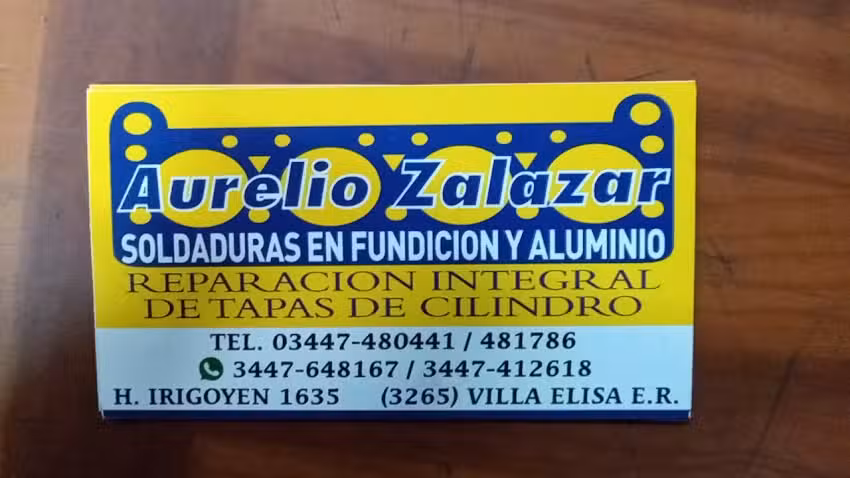 Aurelio Zalazar
SOLDADURAS EN FUNDICION Y ALUMINIO
REPARACION INTEGRAL
DE TAPAS DE CILINDRO
TEL. 03447-480441 / 481786
3447-648167 / 3447-412618
H. IRIGOYEN 1635 (3265) VILLA ELISA E.R.